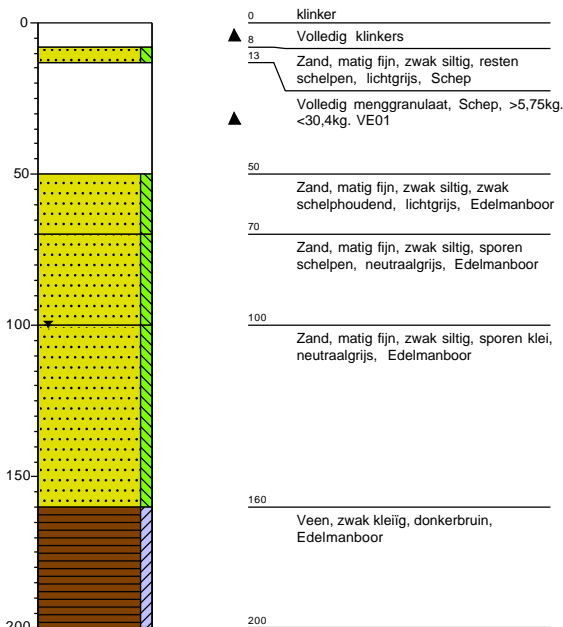 0
klinker
0
Volledig klinkers
8
13
Zand, matig fijn, zwak siltig, resten
schelpen, lichtgrijs, Schep
Volledig menggranulaat, Schep, >5,75kg.
<30,4kg. VE01
50
50
Zand, matig fijn, zwak siltig, zwak
schelphoudend, lichtgrijs, Edelmanboor
70
Zand, matig fijn, zwak siltig, sporen
schelpen, neutraalgrijs, Edelmanboor
100
100
Zand, matig fijn, zwak siltig, sporen klei,
neutraalgrijs, Edelmanboor
150
160
Veen, zwak kleiïg, donkerbruin,
Edelmanboor
200
200